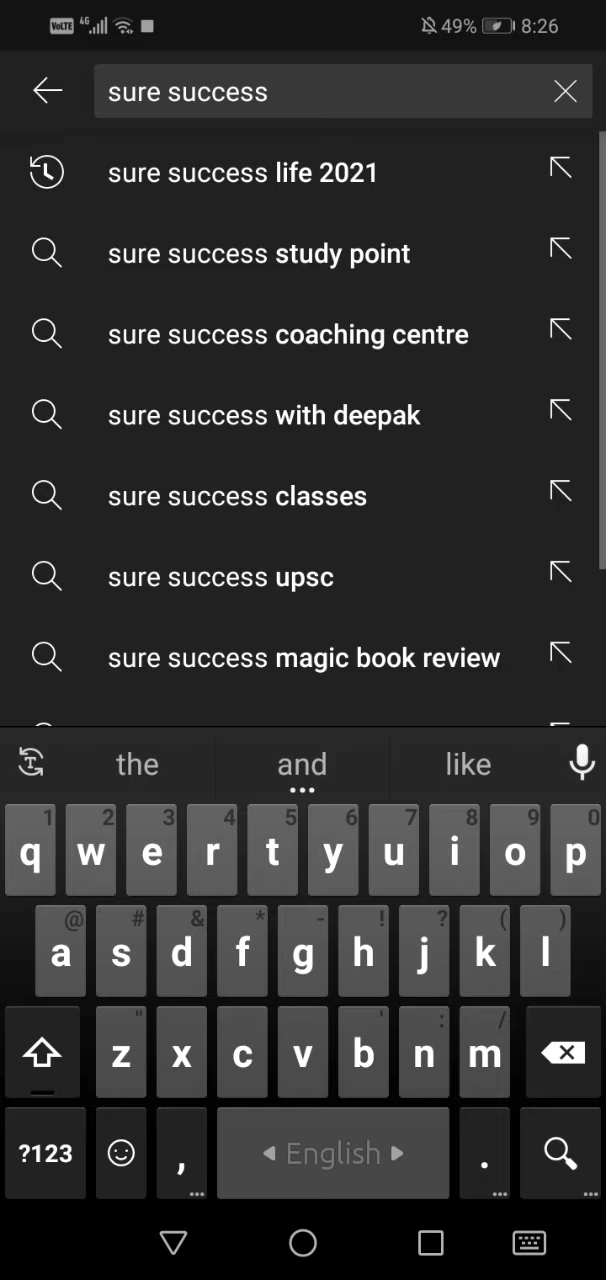 VoLTE 4G 49% 8:26
sure success
sure success life 2021
sure success study point
sure success coaching centre
sure success with deepak
sure success classes
sure success upsc
sure success magic book review
the and like
1 2 3 4 5 6 7 8 9 0
q w e r t y u i o p
@ # & * - ! ? ( )
a s d f g h j k l
" ' : /
z x c v b n m
?123 , English .